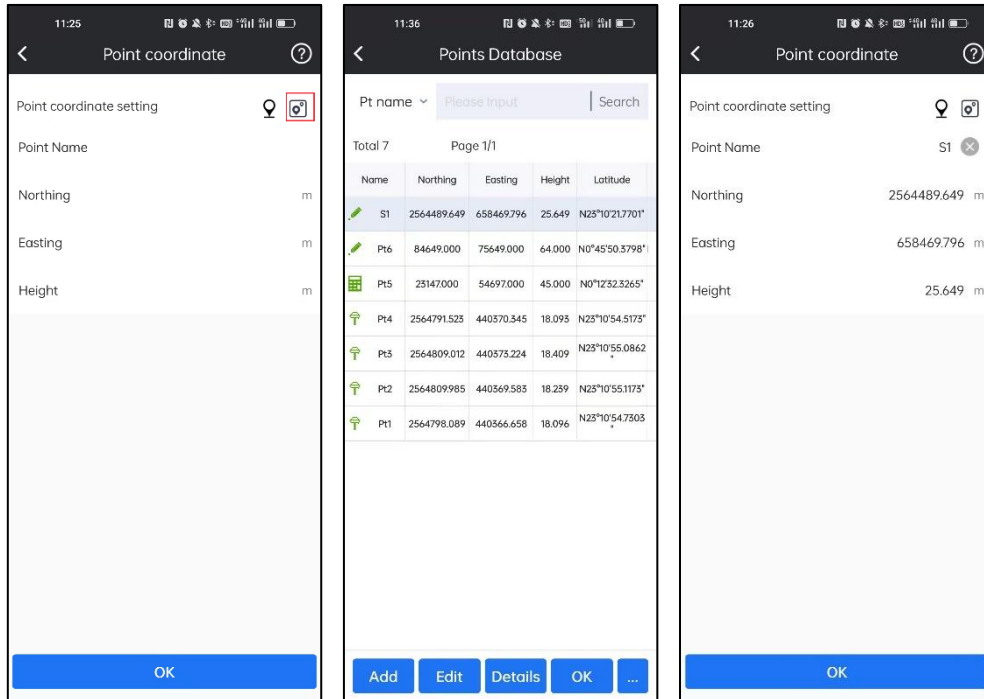 11:25
Point coordinate
Point coordinate setting
Point Name
Northing m
Easting m
Height m
OK
11:36
Points Database
Pt name Please Input Search
Total 7 Page 1/1
Name Northing Easting Height Latitude
S1 2564489.649 658469.796 25.649 N23°10'21.7701"
Pt6 84649.000 75649.000 64.000 N0°45'50.3798"
Pt5 23147.000 54697.000 45.000 N0°12'32.3265"
Pt4 2564791.523 440370.345 18.093 N23°10'54.5173"
Pt3 2564809.012 440373.224 18.409 N23°10'55.0862"
Pt2 2564809.985 440369.583 18.239 N23°10'55.1173"
Pt1 2564798.089 440366.658 18.096 N23°10'54.7303"
Add Edit Details OK ...
11:26
Point coordinate
Point coordinate setting
Point Name S1
Northing 2564489.649 m
Easting 658469.796 m
Height 25.649 m
OK